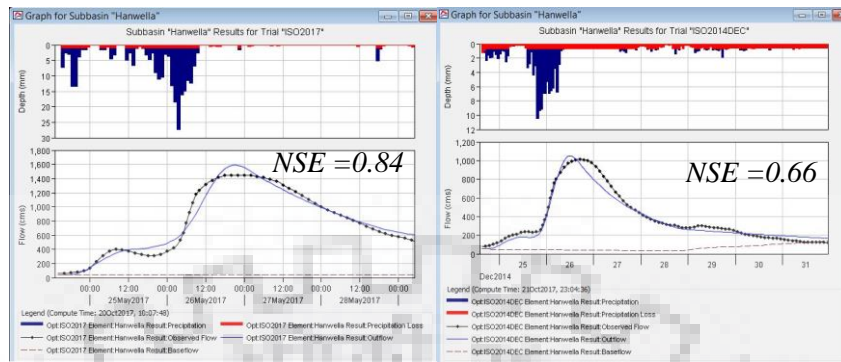 Graph for Subbasin "Hanwella"
Subbasin "Hanwella" Results for Trial "ISO2017"
Depth (mm)
0
5
10
15
20
25
30
NSE =0.84
Flow (cms)
1,800
1,600
1,400
1,200
1,000
800
600
400
200
0
00:00 12:00 00:00 12:00 00:00 12:00 00:00 12:00 00:00
25May2017 26May2017 27May2017 28May2017
Legend (Compute Time: 20Oct2017, 10:07:48)
Opt:ISO2017 Element:Hanwella Result:Precipitation Opt:ISO2017 Element:Hanwella Result:Precipitation Loss
Opt:ISO2017 Element:Hanwella Result:Observed Flow Opt:ISO2017 Element:Hanwella Result:Outflow
Opt:ISO2017 Element:Hanwella Result:Baseflow
Graph for Subbasin "Hanwella"
Subbasin "Hanwella" Results for Trial "ISO2014DEC"
Depth (mm)
0
2
4
6
8
10
12
NSE =0.66
Flow (cms)
1,200
1,000
800
600
400
200
0
25 26 27 28 29 30 31
Dec2014
Legend (Compute Time: 21Oct2017, 23:04:36)
Opt:ISO2014DEC Element:Hanwella Result:Precipitation
Opt:ISO2014DEC Element:Hanwella Result:Precipitation Loss
Opt:ISO2014DEC Element:Hanwella Result:Observed Flow
Opt:ISO2014DEC Element:Hanwella Result:Outflow
Opt:ISO2014DEC Element:Hanwella Result:Baseflow